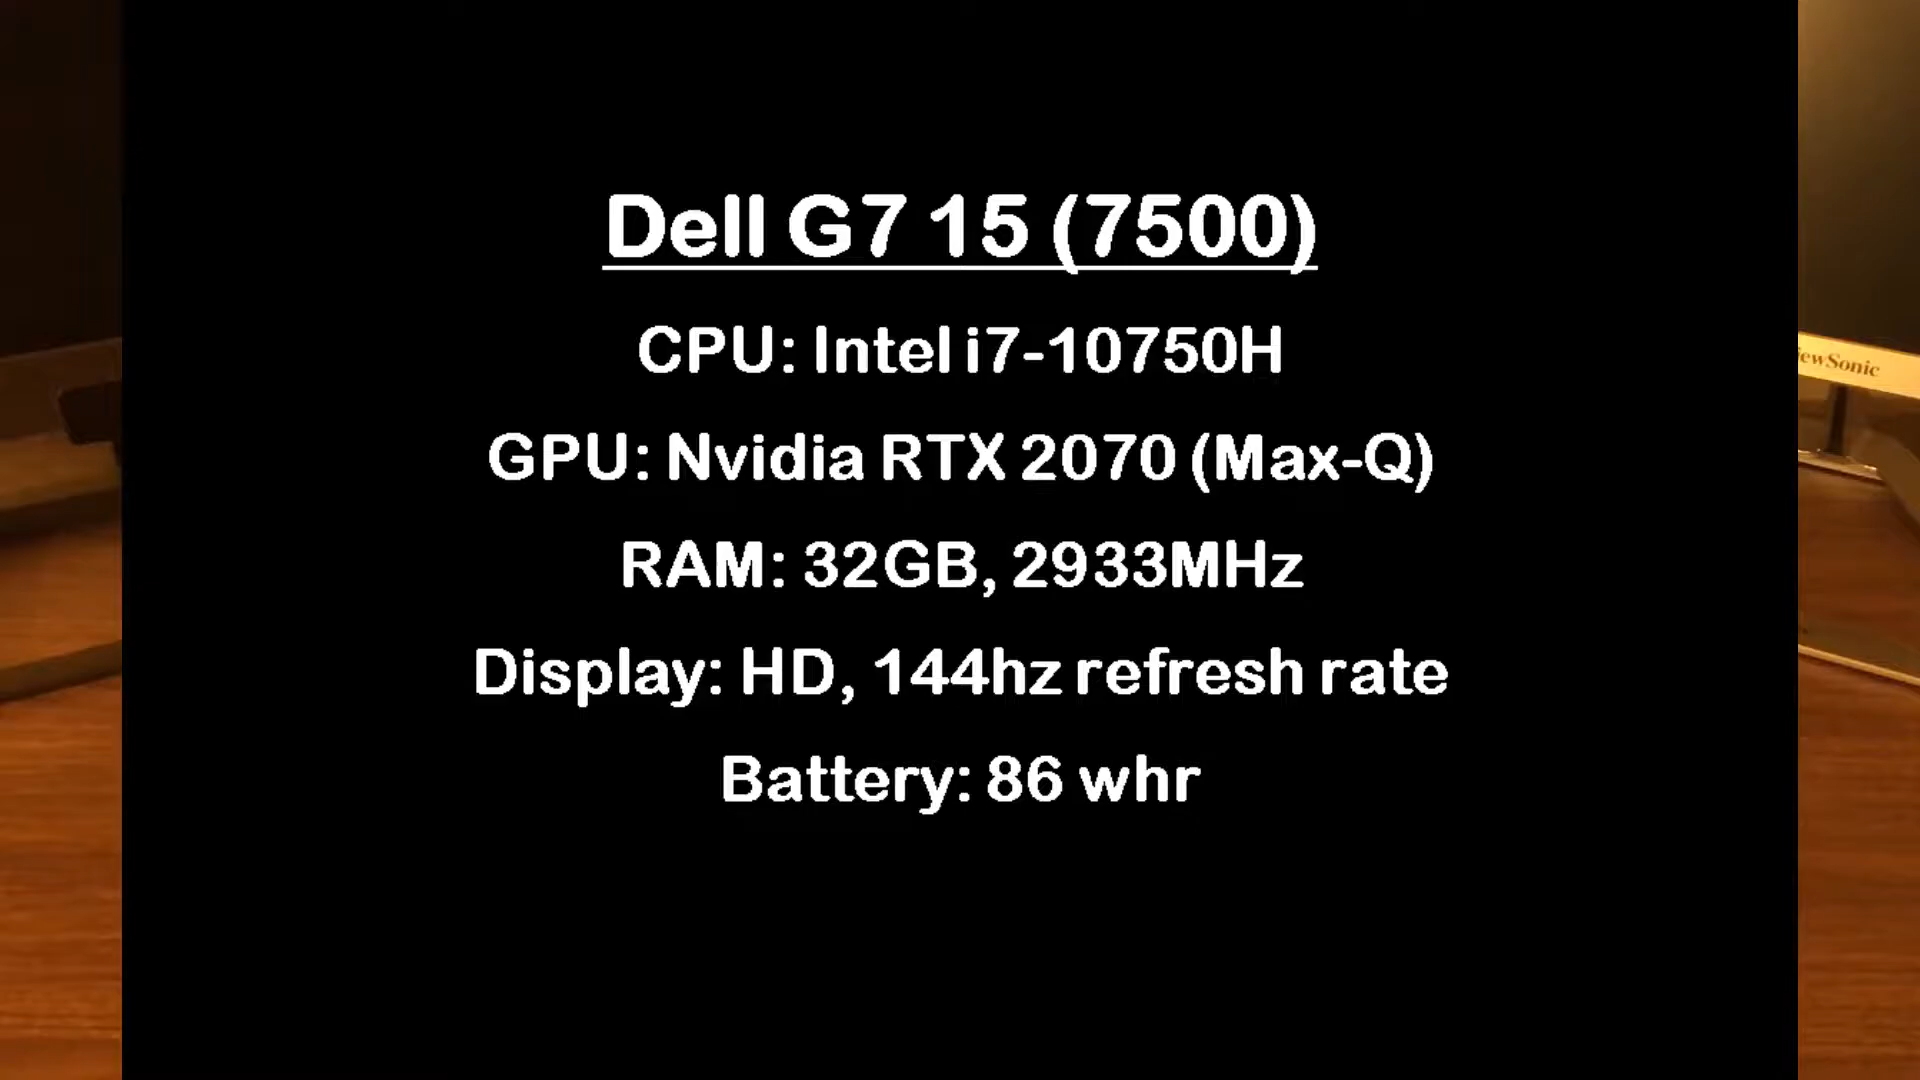 Dell G7 15 (7500)
CPU: Intel i7-10750H
GPU: Nvidia RTX 2070 (Max-Q)
RAM: 32GB, 2933MHz
Display: HD, 144hz refresh rate
Battery: 86 whr
iewSonic